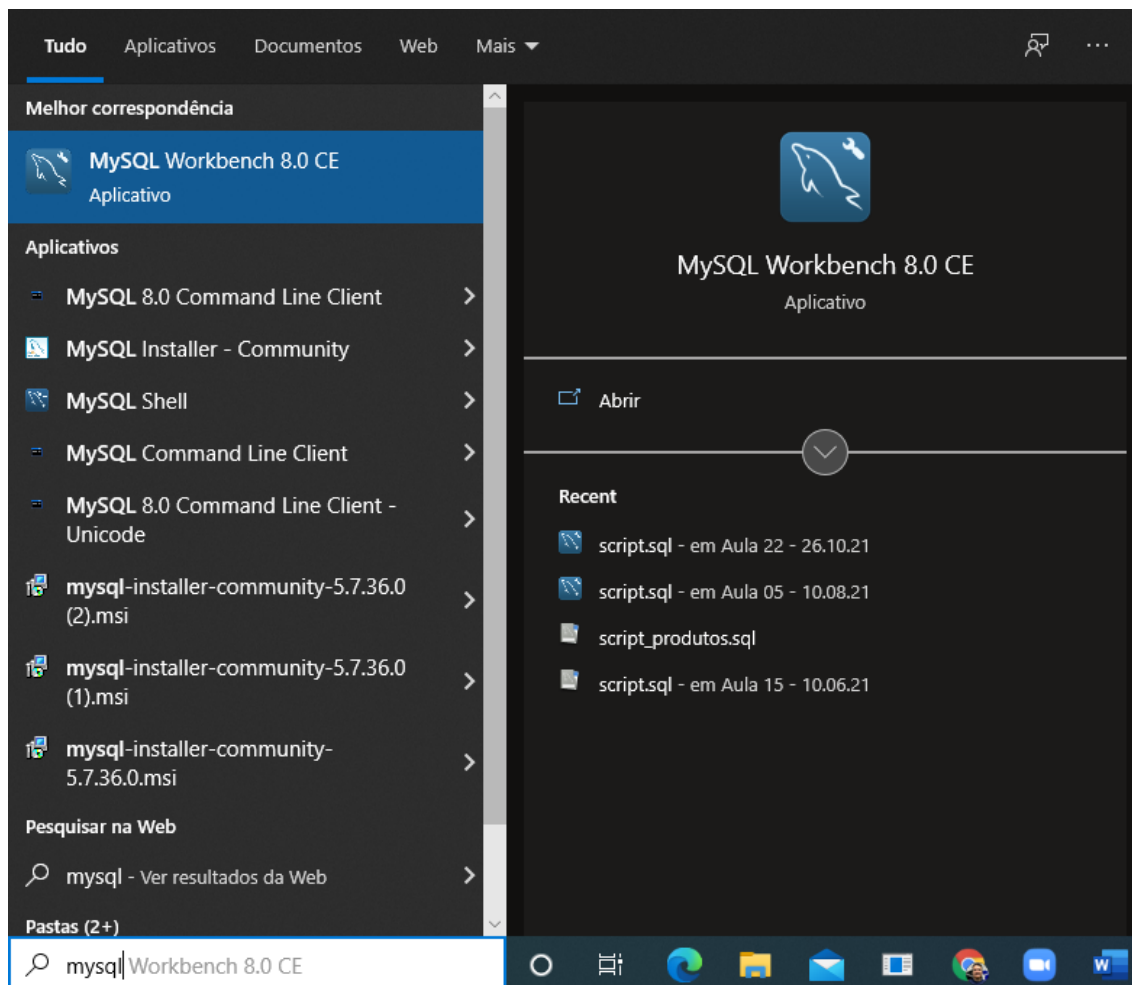 Tudo Aplicativos Documentos Web Mais
Melhor correspondência
MySQL Workbench 8.0 CE
Aplicativo
Aplicativos
MySQL 8.0 Command Line Client
MySQL Installer - Community
MySQL Shell
MySQL Command Line Client
MySQL 8.0 Command Line Client -
Unicode
mysql-installer-community-5.7.36.0
(2).msi
mysql-installer-community-5.7.36.0
(1).msi
mysql-installer-community-
5.7.36.0.msi
Pesquisar na Web
mysql - Ver resultados da Web
Pastas (2+)
mysql Workbench 8.0 CE
MySQL Workbench 8.0 CE
Aplicativo
Abrir
Recent
script.sql - em Aula 22 - 26.10.21
script.sql - em Aula 05 - 10.08.21
script_produtos.sql
script.sql - em Aula 15 - 10.06.21
W